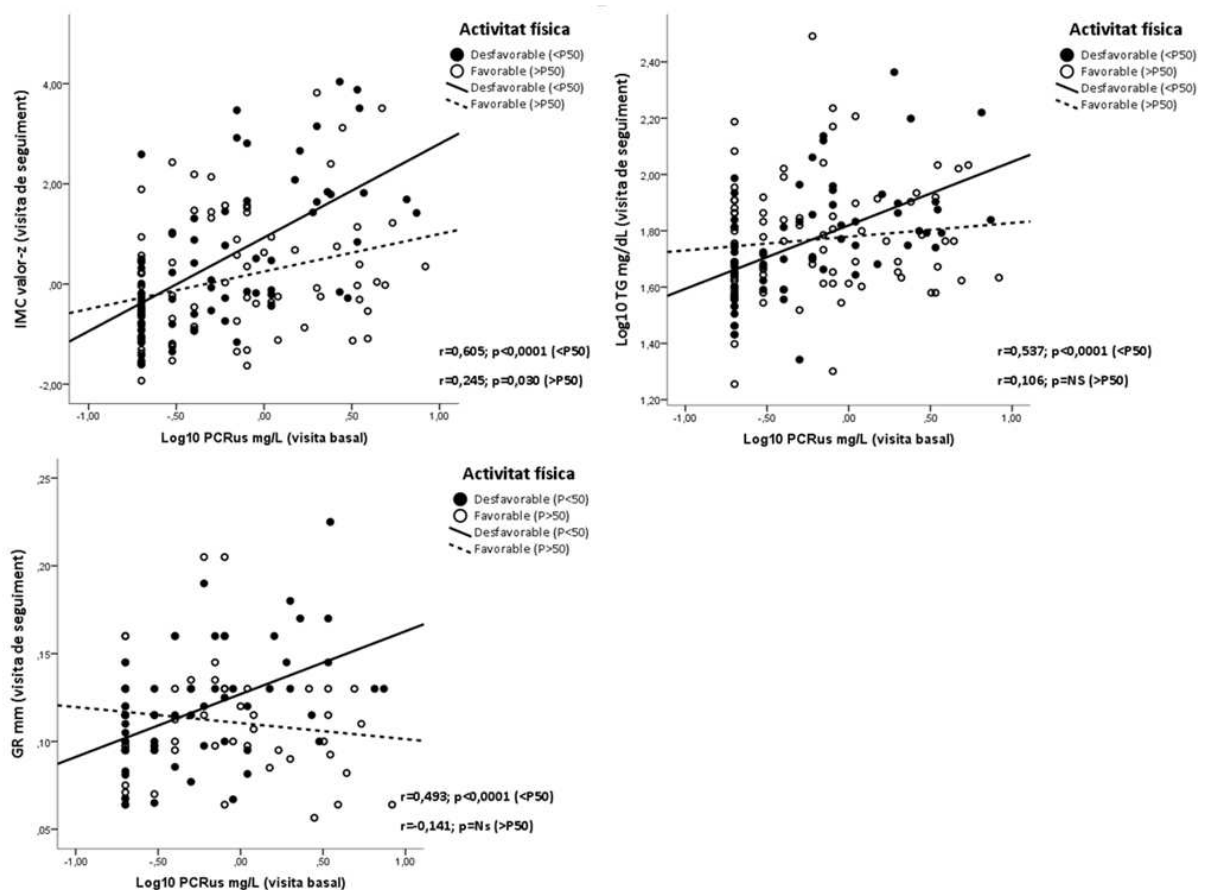 Activitat física
Desfavorable (<P50)
Favorable (>P50)
Desfavorable (<P50)
Favorable (>P50)
IMC valor-z (visita de seguiment)
4,00
2,00
,00
-2,00
r=0,605; p<0,0001 (<P50)
r=0,245; p=0,030 (>P50)
-1,00 -,50 ,00 ,50 1,00
Log10 PCRus mg/L (visita basal)
Activitat física
Desfavorable (<P50)
Favorable (>P50)
Desfavorable (<P50)
Favorable (>P50)
Log10 TG mg/dL (visita de seguiment)
2,40
2,20
2,00
1,80
1,60
1,40
1,20
r=0,537; p<0,0001 (<P50)
r=0,106; p=NS (>P50)
-1,00 -,50 ,00 ,50 1,00
Log10 PCRus mg/L (visita basal)
Activitat física
Desfavorable (P<50)
Favorable (P>50)
Desfavorable (P<50)
Favorable (P>50)
GR mm (visita de seguiment)
,25
,20
,15
,10
,05
r=0,493; p<0,0001 (<P50)
r=-0,141; p=Ns (>P50)
-1,00 -,50 ,00 ,50 1,00
Log10 PCRus mg/L (visita basal)